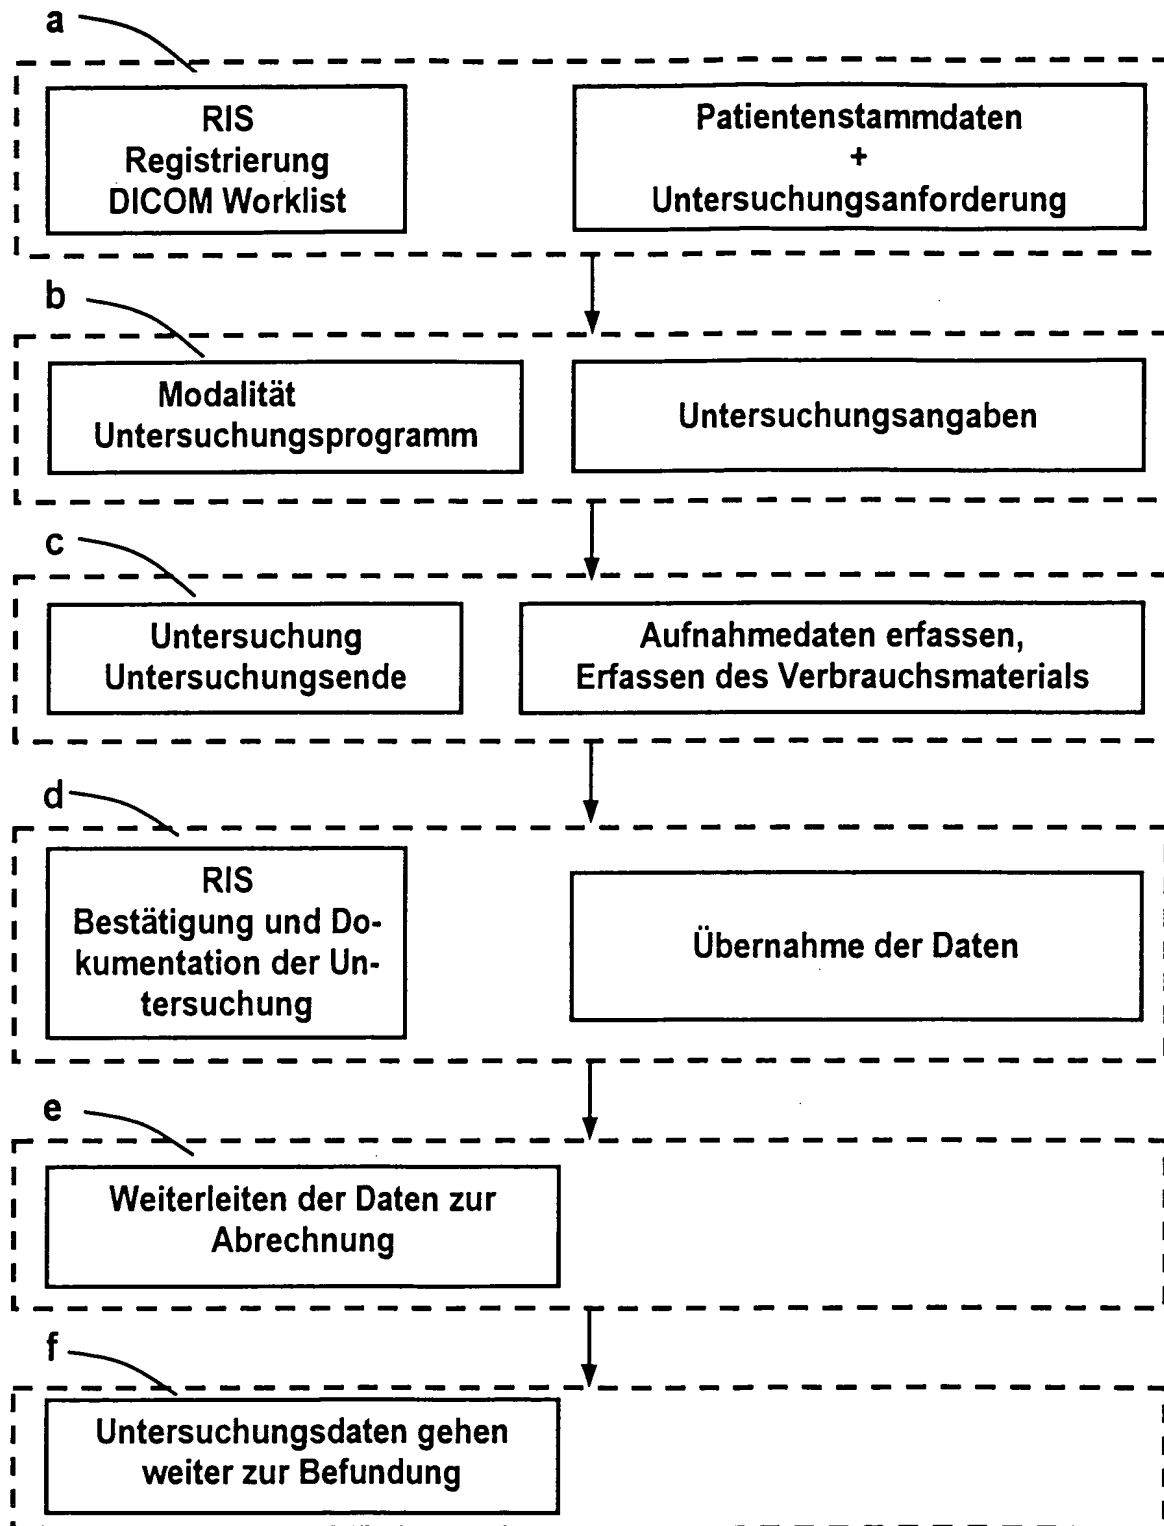 a
RIS
Registrierung
DICOM Worklist
Patientenstammdaten
+
Untersuchungsanforderung
b
Modalität
Untersuchungsprogramm
Untersuchungsangaben
c
Untersuchung
Untersuchungsende
Aufnahmedaten erfassen,
Erfassen des Verbrauchsmaterials
d
RIS
Bestätigung und Do-
kumentation der Un-
tersuchung
Übernahme der Daten
e
Weiterleiten der Daten zur
Abrechnung
f
Untersuchungsdaten gehen
weiter zur Befundung